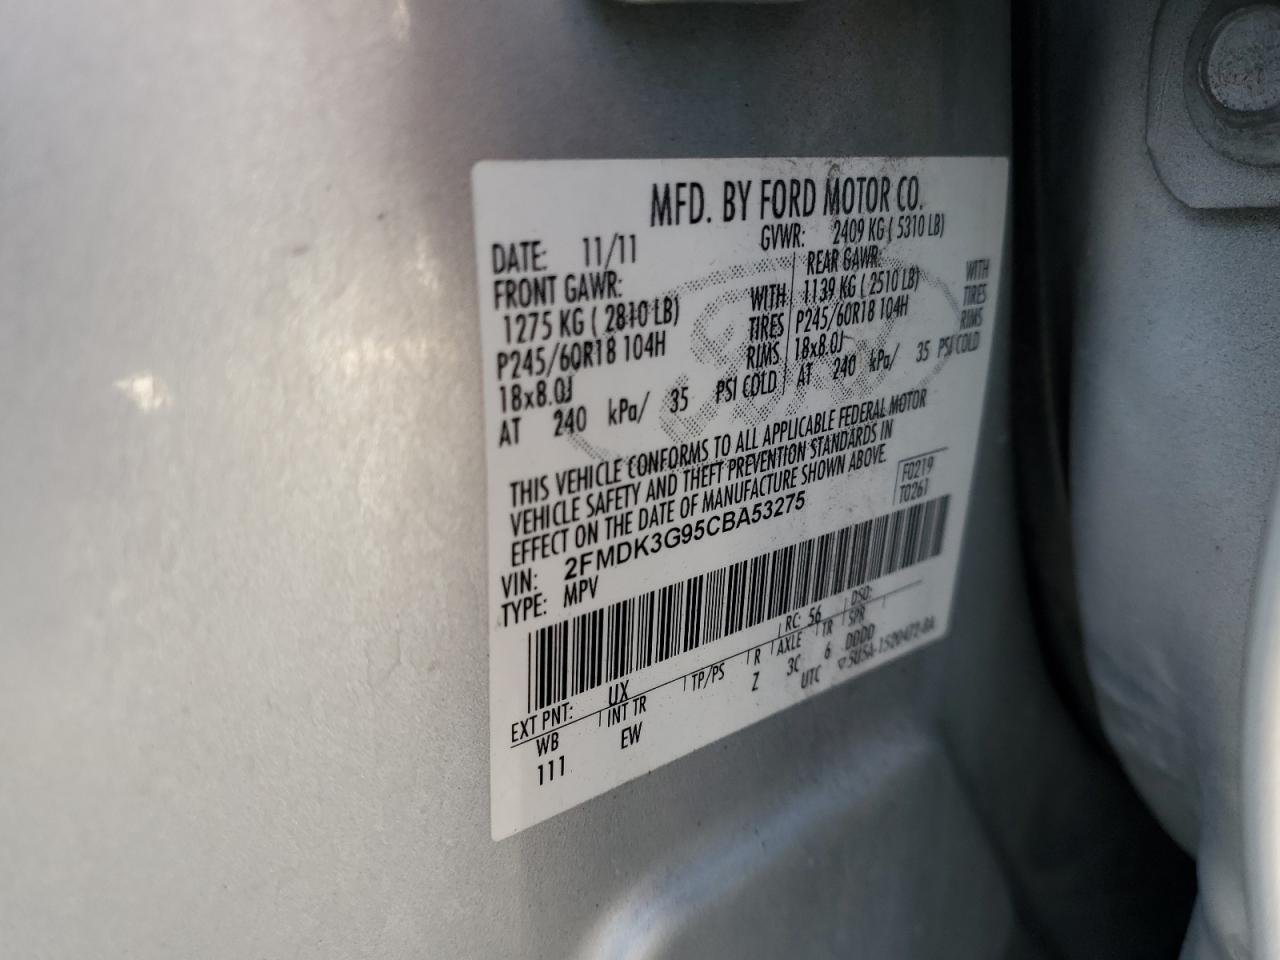 MFD. BY FORD MOTOR CO.
DATE: 11/11 GVWR: 2409 KG ( 5310 LB)
FRONT GAWR: REAR GAWR:
1275 KG ( 2810 LB) WITH 1139 KG ( 2510 LB) WITH
P245/60R18 104H TIRES P245/60R18 104H TIRES
18x8.0J RIMS 18x8.0J RIMS
AT 240 kPa/ 35 PSI COLD AT 240 kPa/ 35 PSI COLD
THIS VEHICLE CONFORMS TO ALL APPLICABLE FEDERAL MOTOR
VEHICLE SAFETY AND THEFT PREVENTION STANDARDS IN
EFFECT ON THE DATE OF MANUFACTURE SHOWN ABOVE
F0219
T0261
VIN: 2FMDK3G95CBA53275
TYPE: MPV
EXT PNT: UX RC: 56 DSO:
WB INT TR TP/PS R AXLE TR SPR
111 EW Z 3C 6 DDDD
UTC 5U5A-1520472-BA